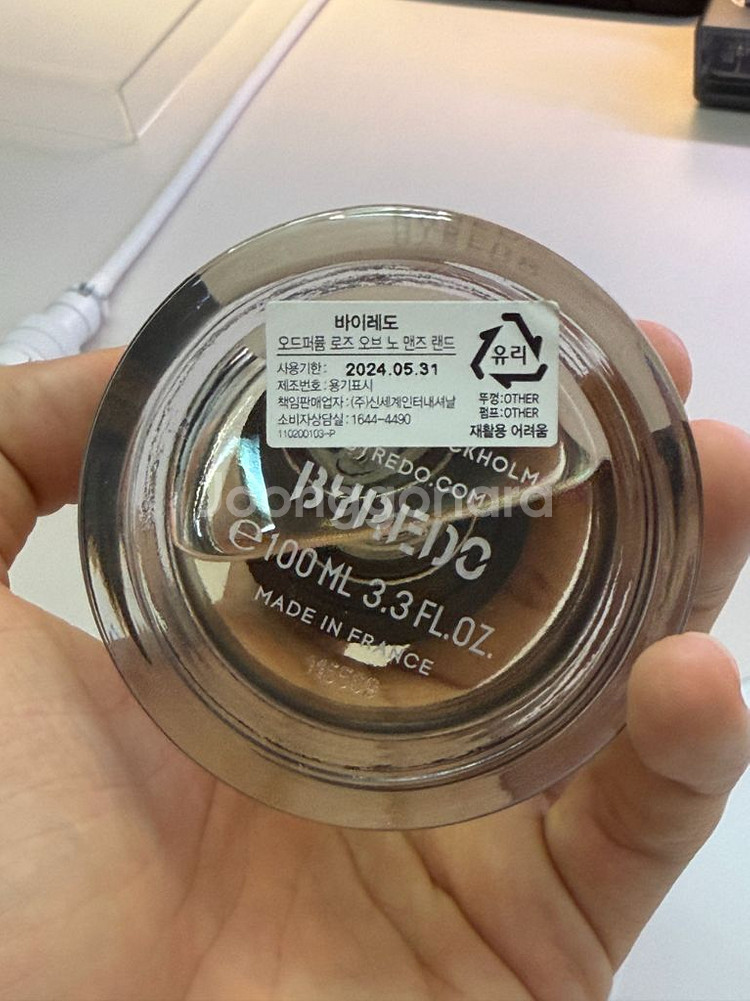 바이레도
오드퍼퓸 로즈 오브 노 맨즈 랜드
사용기한: 2024.05.31
제조번호: 용기표시
책임판매업자: (주)신세계인터내셔날
소비자상담실: 1644-4490
110200103-P
유리
뚜껑:OTHER
펌프:OTHER
재활용 어려움
CKHOLM
REDO.COM
BYREDO
e 100 ML 3.3 FL.OZ.
MADE IN FRANCE
Joonggonara
BYREDO